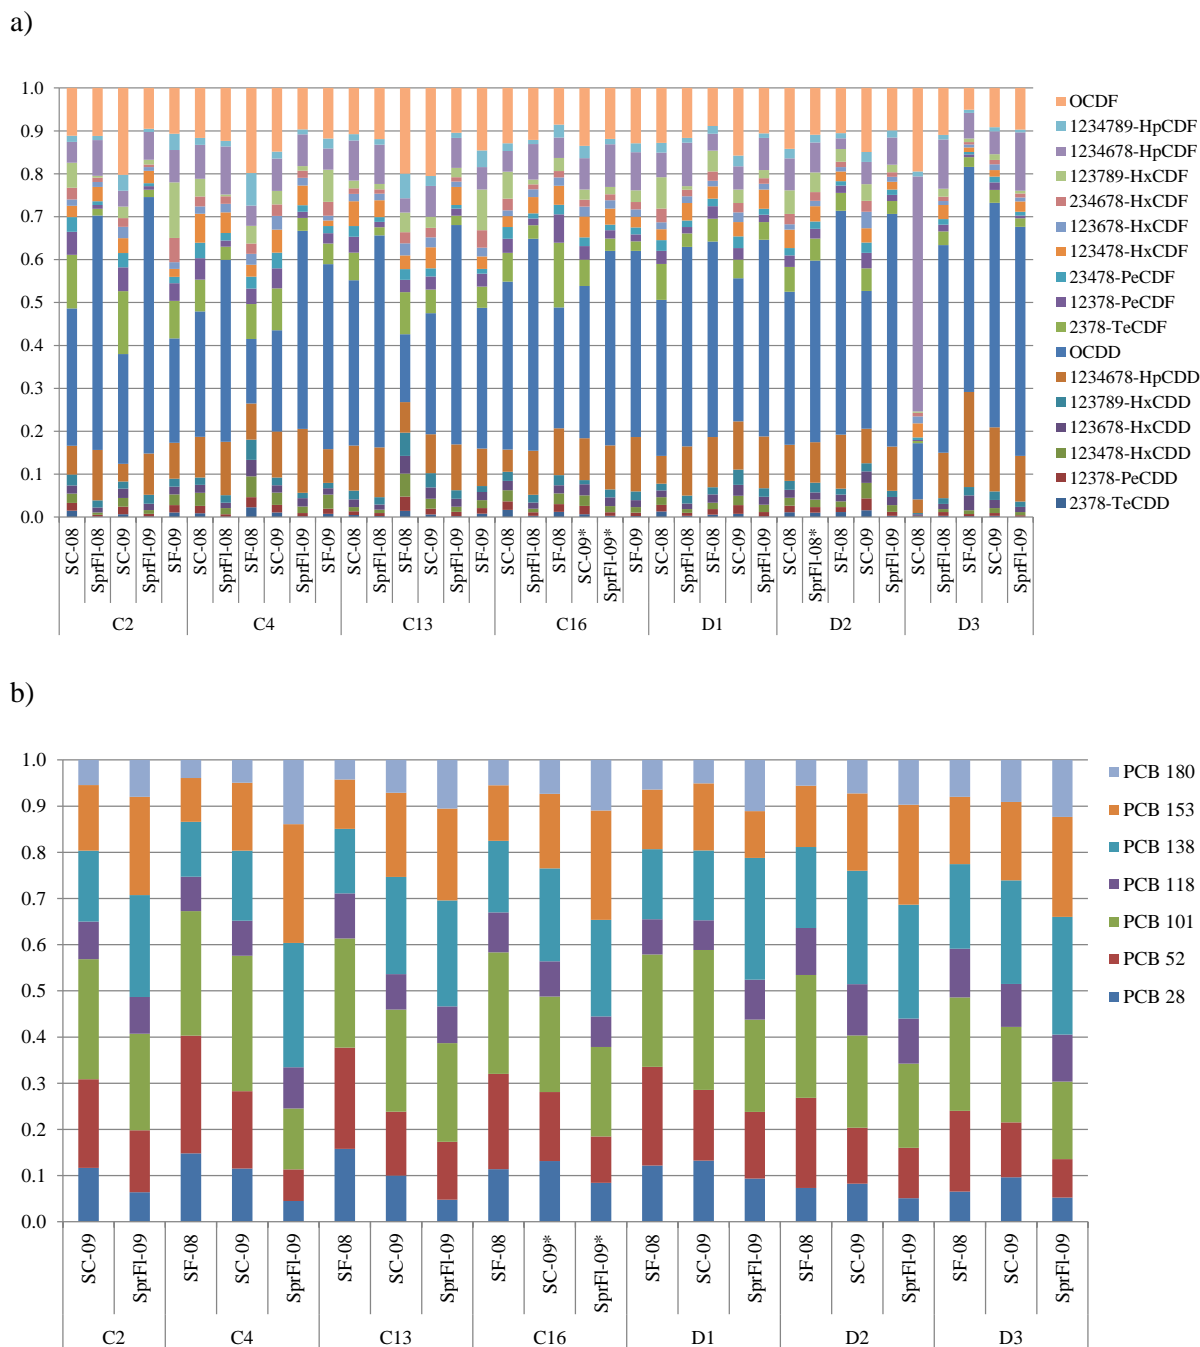 a)
1.0
0.9
0.8
0.7
0.6
0.5
0.4
0.3
0.2
0.1
0.0
OCDF
1234789-HpCDF
1234678-HpCDF
123789-HxCDF
234678-HxCDF
123678-HxCDF
123478-HxCDF
23478-PeCDF
12378-PeCDF
2378-TeCDF
OCDD
1234678-HpCDD
123789-HxCDD
123678-HxCDD
123478-HxCDD
12378-PeCDD
2378-TeCDD
SC-08 SprFl-08 SC-09 SprFl-09 SF-09 SC-08 SprFl-08 SF-08 SC-09 SprFl-09 SF-09 SC-08 SprFl-08 SF-08 SC-09 SprFl-09 SF-09 SC-08 SprFl-08 SF-08 SC-09* SprFl-09* SF-09 SC-08 SprFl-08 SF-08 SC-09 SprFl-09 SC-08 SprFl-08* SF-08 SC-09 SprFl-09 SC-08 SprFl-08 SF-08 SC-09 SprFl-09
C2 C4 C13 C16 D1 D2 D3
b)
1.0
0.9
0.8
0.7
0.6
0.5
0.4
0.3
0.2
0.1
0.0
PCB 180
PCB 153
PCB 138
PCB 118
PCB 101
PCB 52
PCB 28
SC-09 SprFl-09 SF-08 SC-09 SprFl-09 SF-08 SC-09 SprFl-09 SF-08 SC-09* SprFl-09* SF-08 SC-09 SprFl-09 SF-08 SC-09 SprFl-09 SF-08 SC-09 SprFl-09
C2 C4 C13 C16 D1 D2 D3